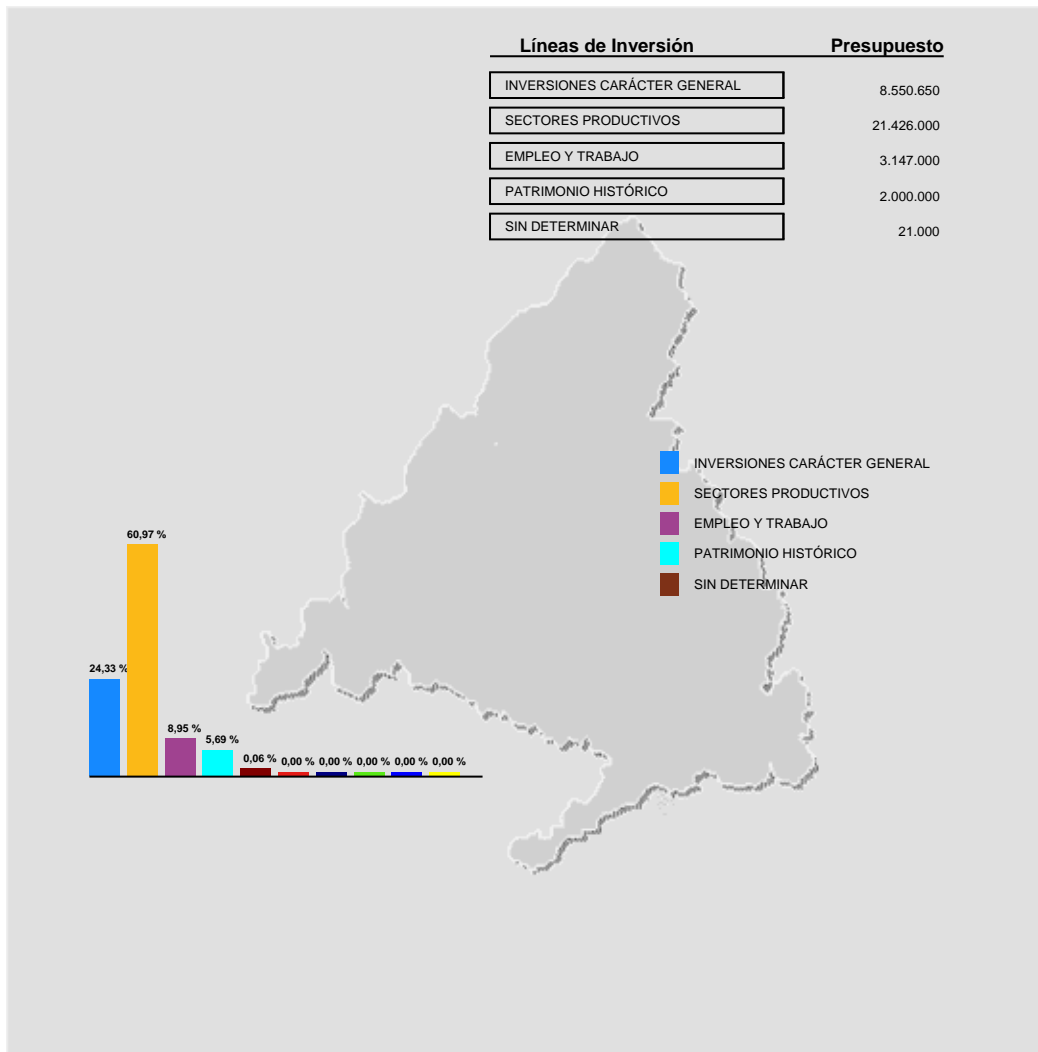 Líneas de Inversión Presupuesto
INVERSIONES CARÁCTER GENERAL 8.550.650
SECTORES PRODUCTIVOS 21.426.000
EMPLEO Y TRABAJO 3.147.000
PATRIMONIO HISTÓRICO 2.000.000
SIN DETERMINAR 21.000
INVERSIONES CARÁCTER GENERAL
SECTORES PRODUCTIVOS
EMPLEO Y TRABAJO
PATRIMONIO HISTÓRICO
SIN DETERMINAR
60,97 %
24,33 %
8,95 %
5,69 %
0,06 % 0,00 % 0,00 % 0,00 % 0,00 % 0,00 %